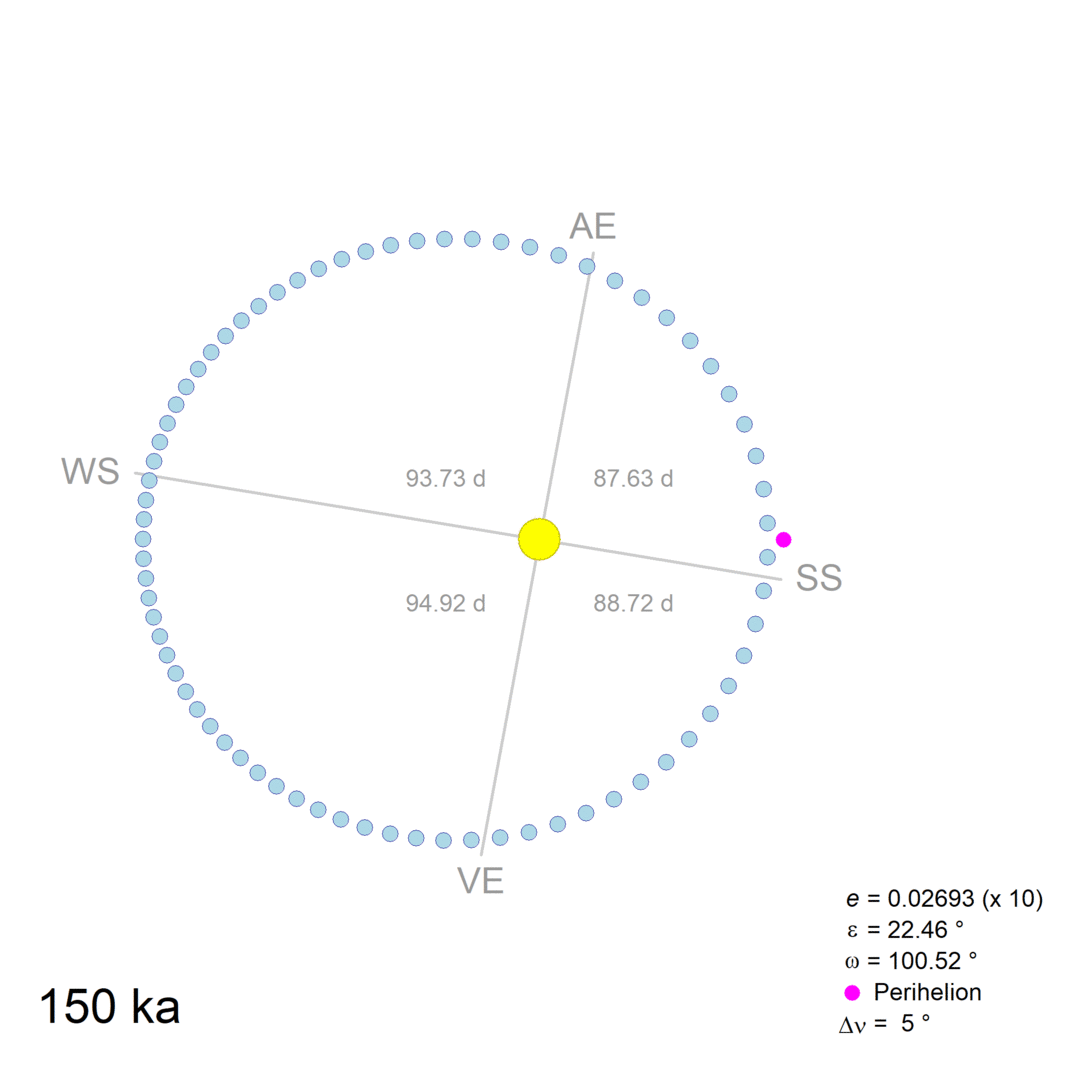 AE
WS
93.73 d
87.63 d
SS
94.92 d
88.72 d
VE
e = 0.02693 (x 10)
ε = 22.46 °
ω = 100.52 °
Perihelion
Δν = 5 °
150 ka